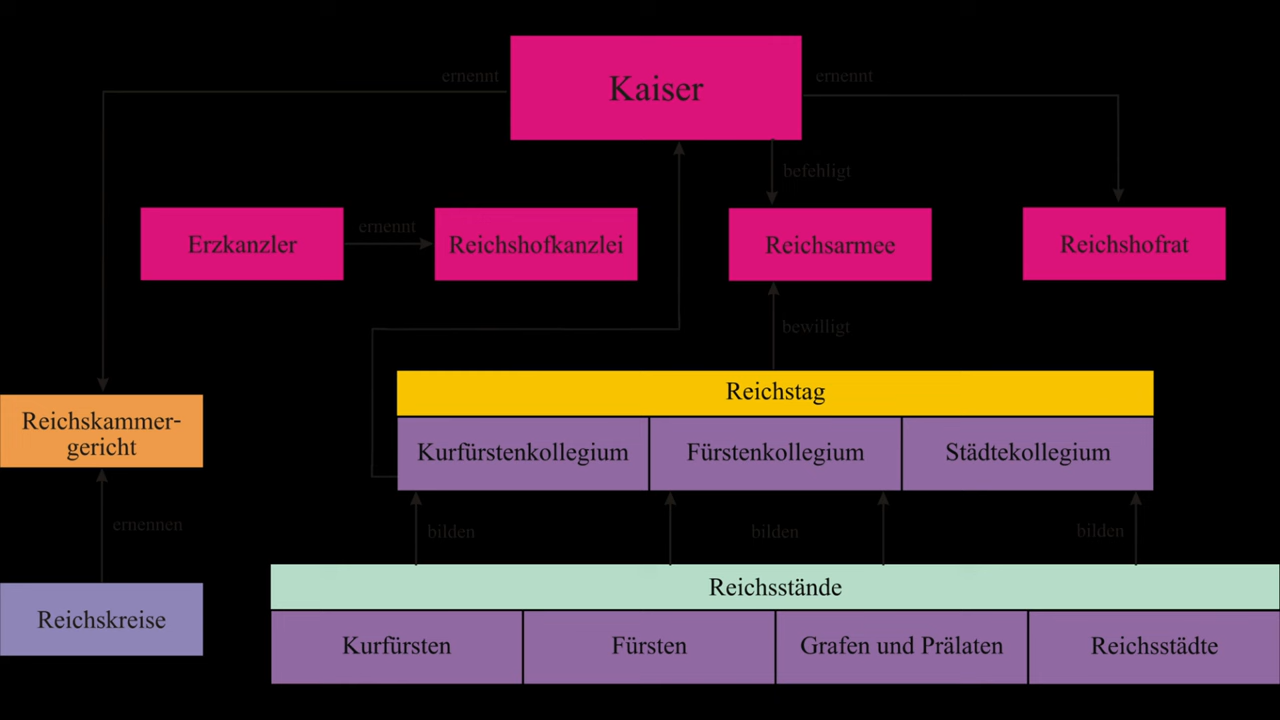 Kaiser
ernennt
ernennt
befehligt
Erzkanzler
ernennt
Reichshofkanzlei
Reichsarmee
Reichshofrat
bewilligt
Reichstag
Kurfürstenkollegium
Fürstenkollegium
Städtekollegium
Reichskammer-
gericht
ernennen
bilden
bilden
bilden
Reichskreise
Reichsstände
Kurfürsten
Fürsten
Grafen und Prälaten
Reichsstädte